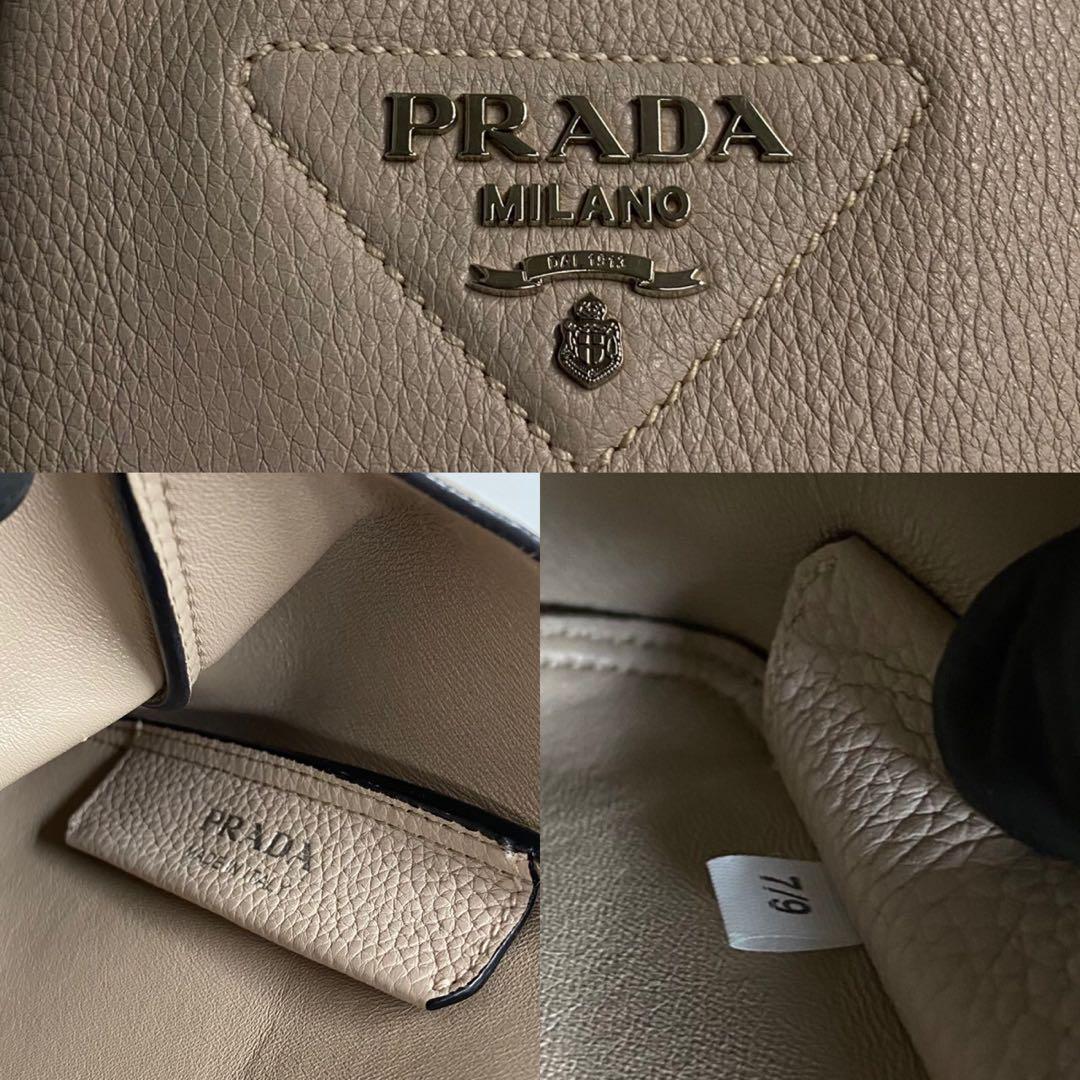 PRADA
MILANO
DAL 1913
PRADA
MADE IN ITALY
7/9